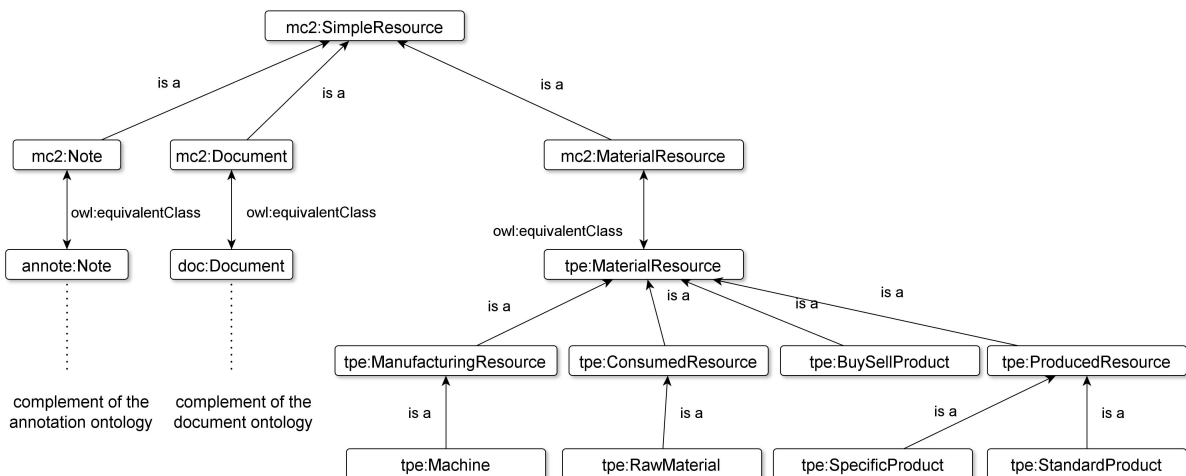 mc2:SimpleResource
is a
is a
is a
mc2:Note
mc2:Document
mc2:MaterialResource
owl:equivalentClass
owl:equivalentClass
owl:equivalentClass
annote:Note
doc:Document
tpe:MaterialResource
is a
is a
is a
is a
tpe:ManufacturingResource
tpe:ConsumedResource
tpe:BuySellProduct
tpe:ProducedResource
complement of the
annotation ontology
complement of the
document ontology
is a
is a
is a
is a
tpe:Machine
tpe:RawMaterial
tpe:SpecificProduct
tpe:StandardProduct